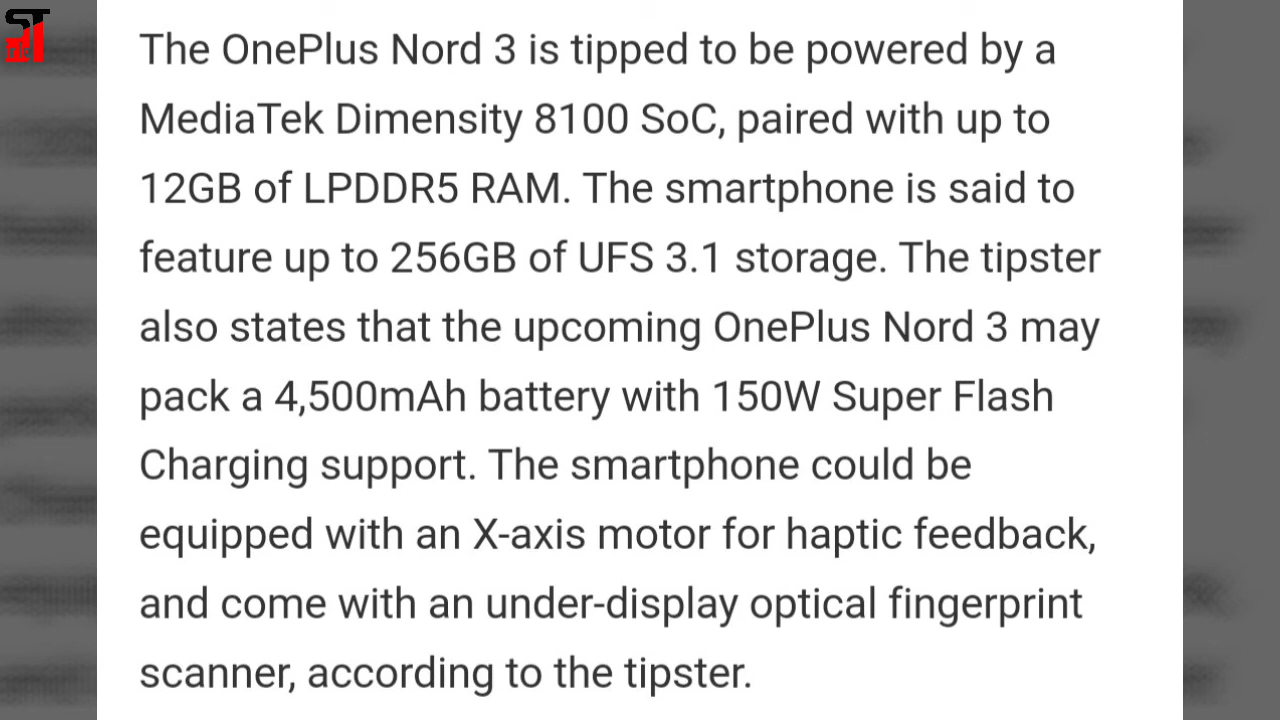 ST
The OnePlus Nord 3 is tipped to be powered by a
MediaTek Dimensity 8100 SoC, paired with up to
12GB of LPDDR5 RAM. The smartphone is said to
feature up to 256GB of UFS 3.1 storage. The tipster
also states that the upcoming OnePlus Nord 3 may
pack a 4,500mAh battery with 150W Super Flash
Charging support. The smartphone could be
equipped with an X-axis motor for haptic feedback,
and come with an under-display optical fingerprint
scanner, according to the tipster.